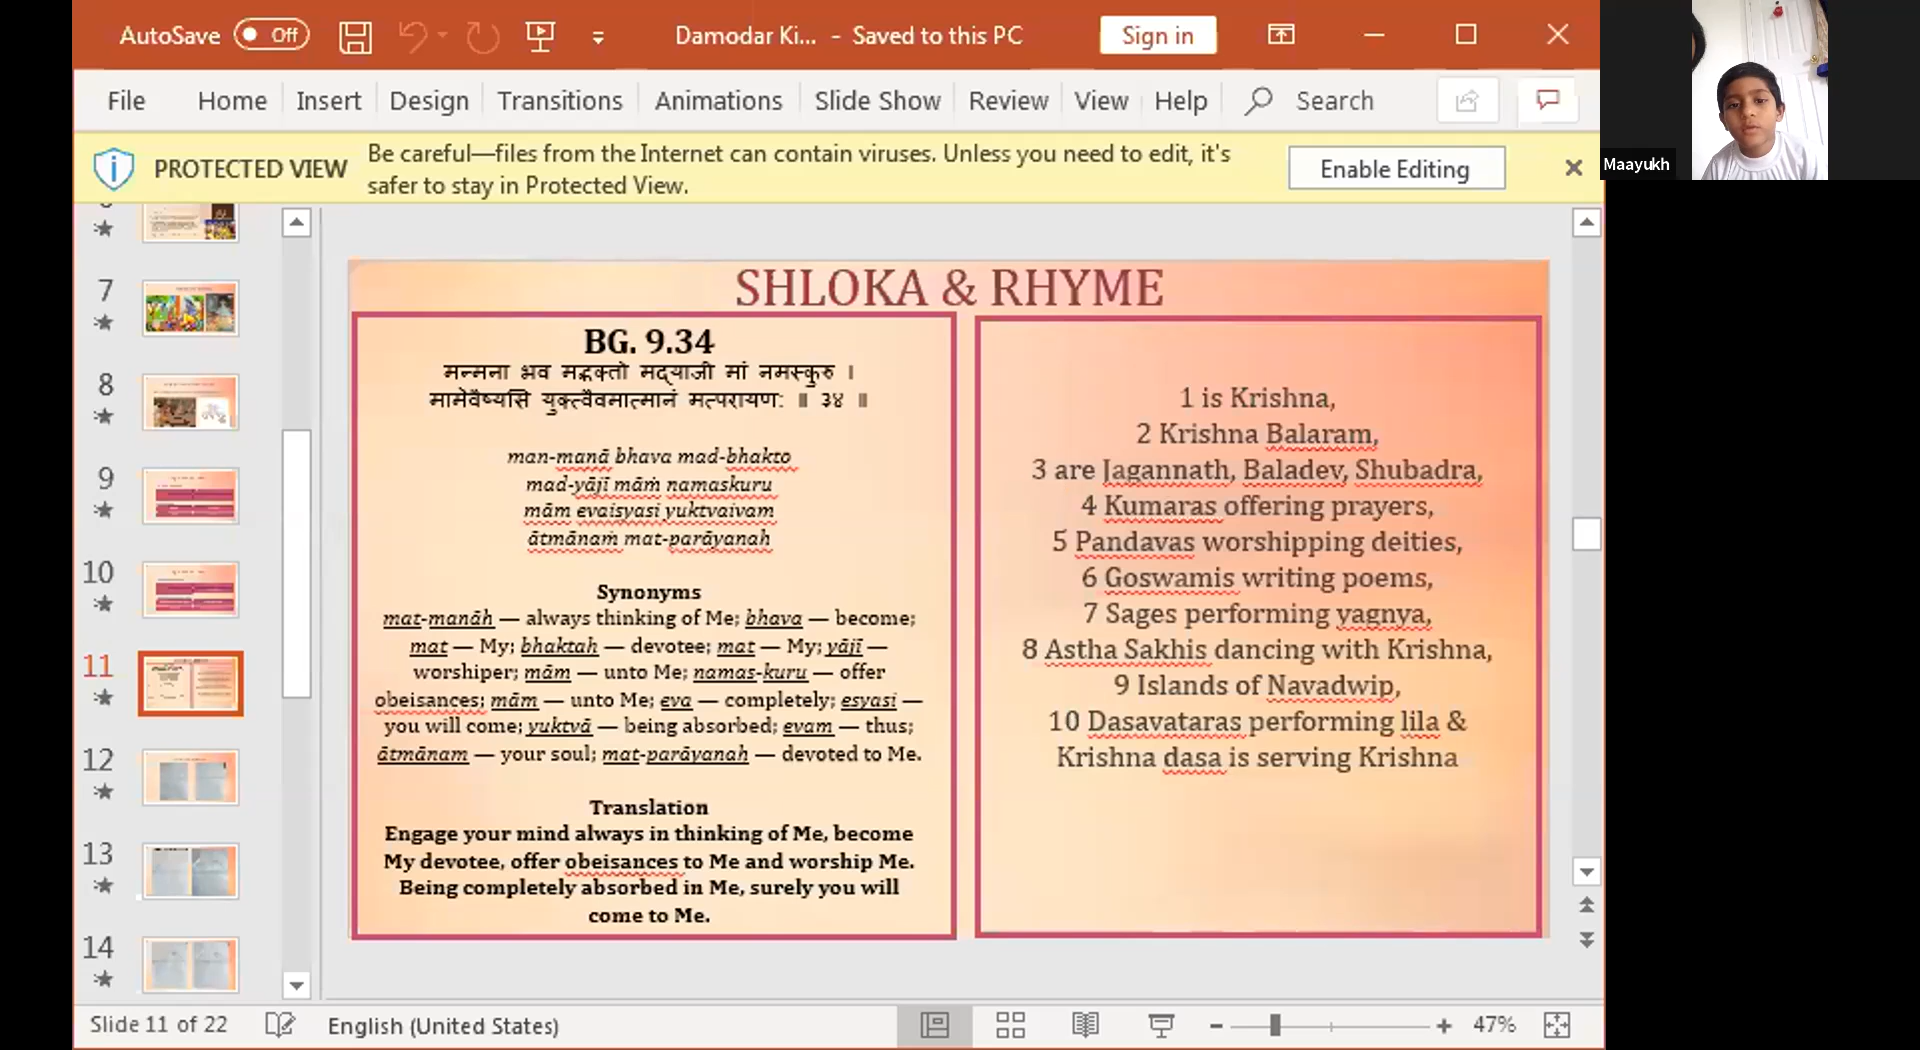 AutoSave Off Damodar Ki... - Saved to this PC Sign in
File Home Insert Design Transitions Animations Slide Show Review View Help Search
PROTECTED VIEW Be careful—files from the Internet can contain viruses. Unless you need to edit, it's
safer to stay in Protected View.
Enable Editing
Maayukh
7
8
9
10
11
12
13
14
SHLOKA & RHYME
BG. 9.34
मन्मना भव मद्भक्तो मद्याजी मां नमस्कुरु ।
मामेवैष्यसि युक्त्वैवमात्मानं मत्परायण: ॥ ३४ ॥
man-manā bhava mad-bhakto
mad-yājī māṁ namaskuru
mām evaiṣyasi yuktvaivam
ātmānaṁ mat-parāyanah
Synonyms
mat-manāh — always thinking of Me; bhava — become;
mat — My; bhaktah — devotee; mat — My; yājī —
worshiper; mām — unto Me; namas-kuru — offer
obeisances; mām — unto Me; eva — completely; esyasi —
you will come; yuktvā — being absorbed; evam — thus;
ātmānam — your soul; mat-parāyanah — devoted to Me.
Translation
Engage your mind always in thinking of Me, become
My devotee, offer obeisances to Me and worship Me.
Being completely absorbed in Me, surely you will
come to Me.
1 is Krishna,
2 Krishna Balaram,
3 are Jagannath, Baladev, Shubadra,
4 Kumaras offering prayers,
5 Pandavas worshipping deities,
6 Goswamis writing poems,
7 Sages performing yagnya,
8 Astha Sakhis dancing with Krishna,
9 Islands of Navadwip,
10 Dasavataras performing lila &
Krishna dasa is serving Krishna
Slide 11 of 22 English (United States) 47%